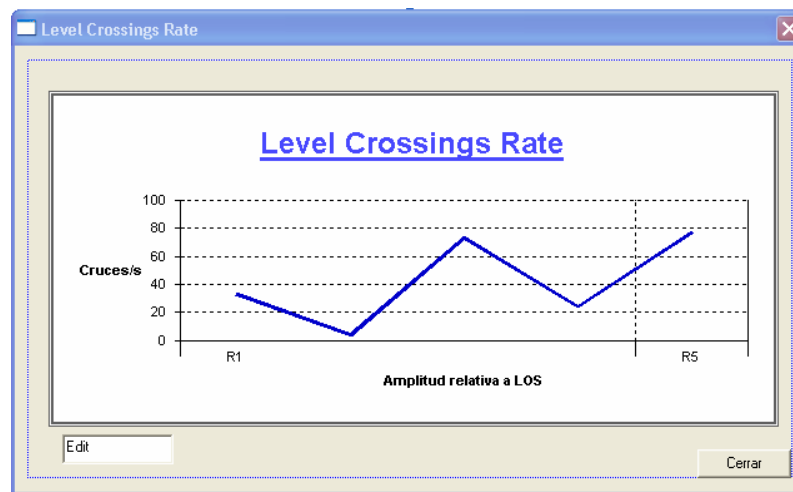 Level Crossings Rate
Level Crossings Rate
100
80
60
40
20
0
Cruces/s
R1
R5
Amplitud relativa a LOS
Edit
Cerrar